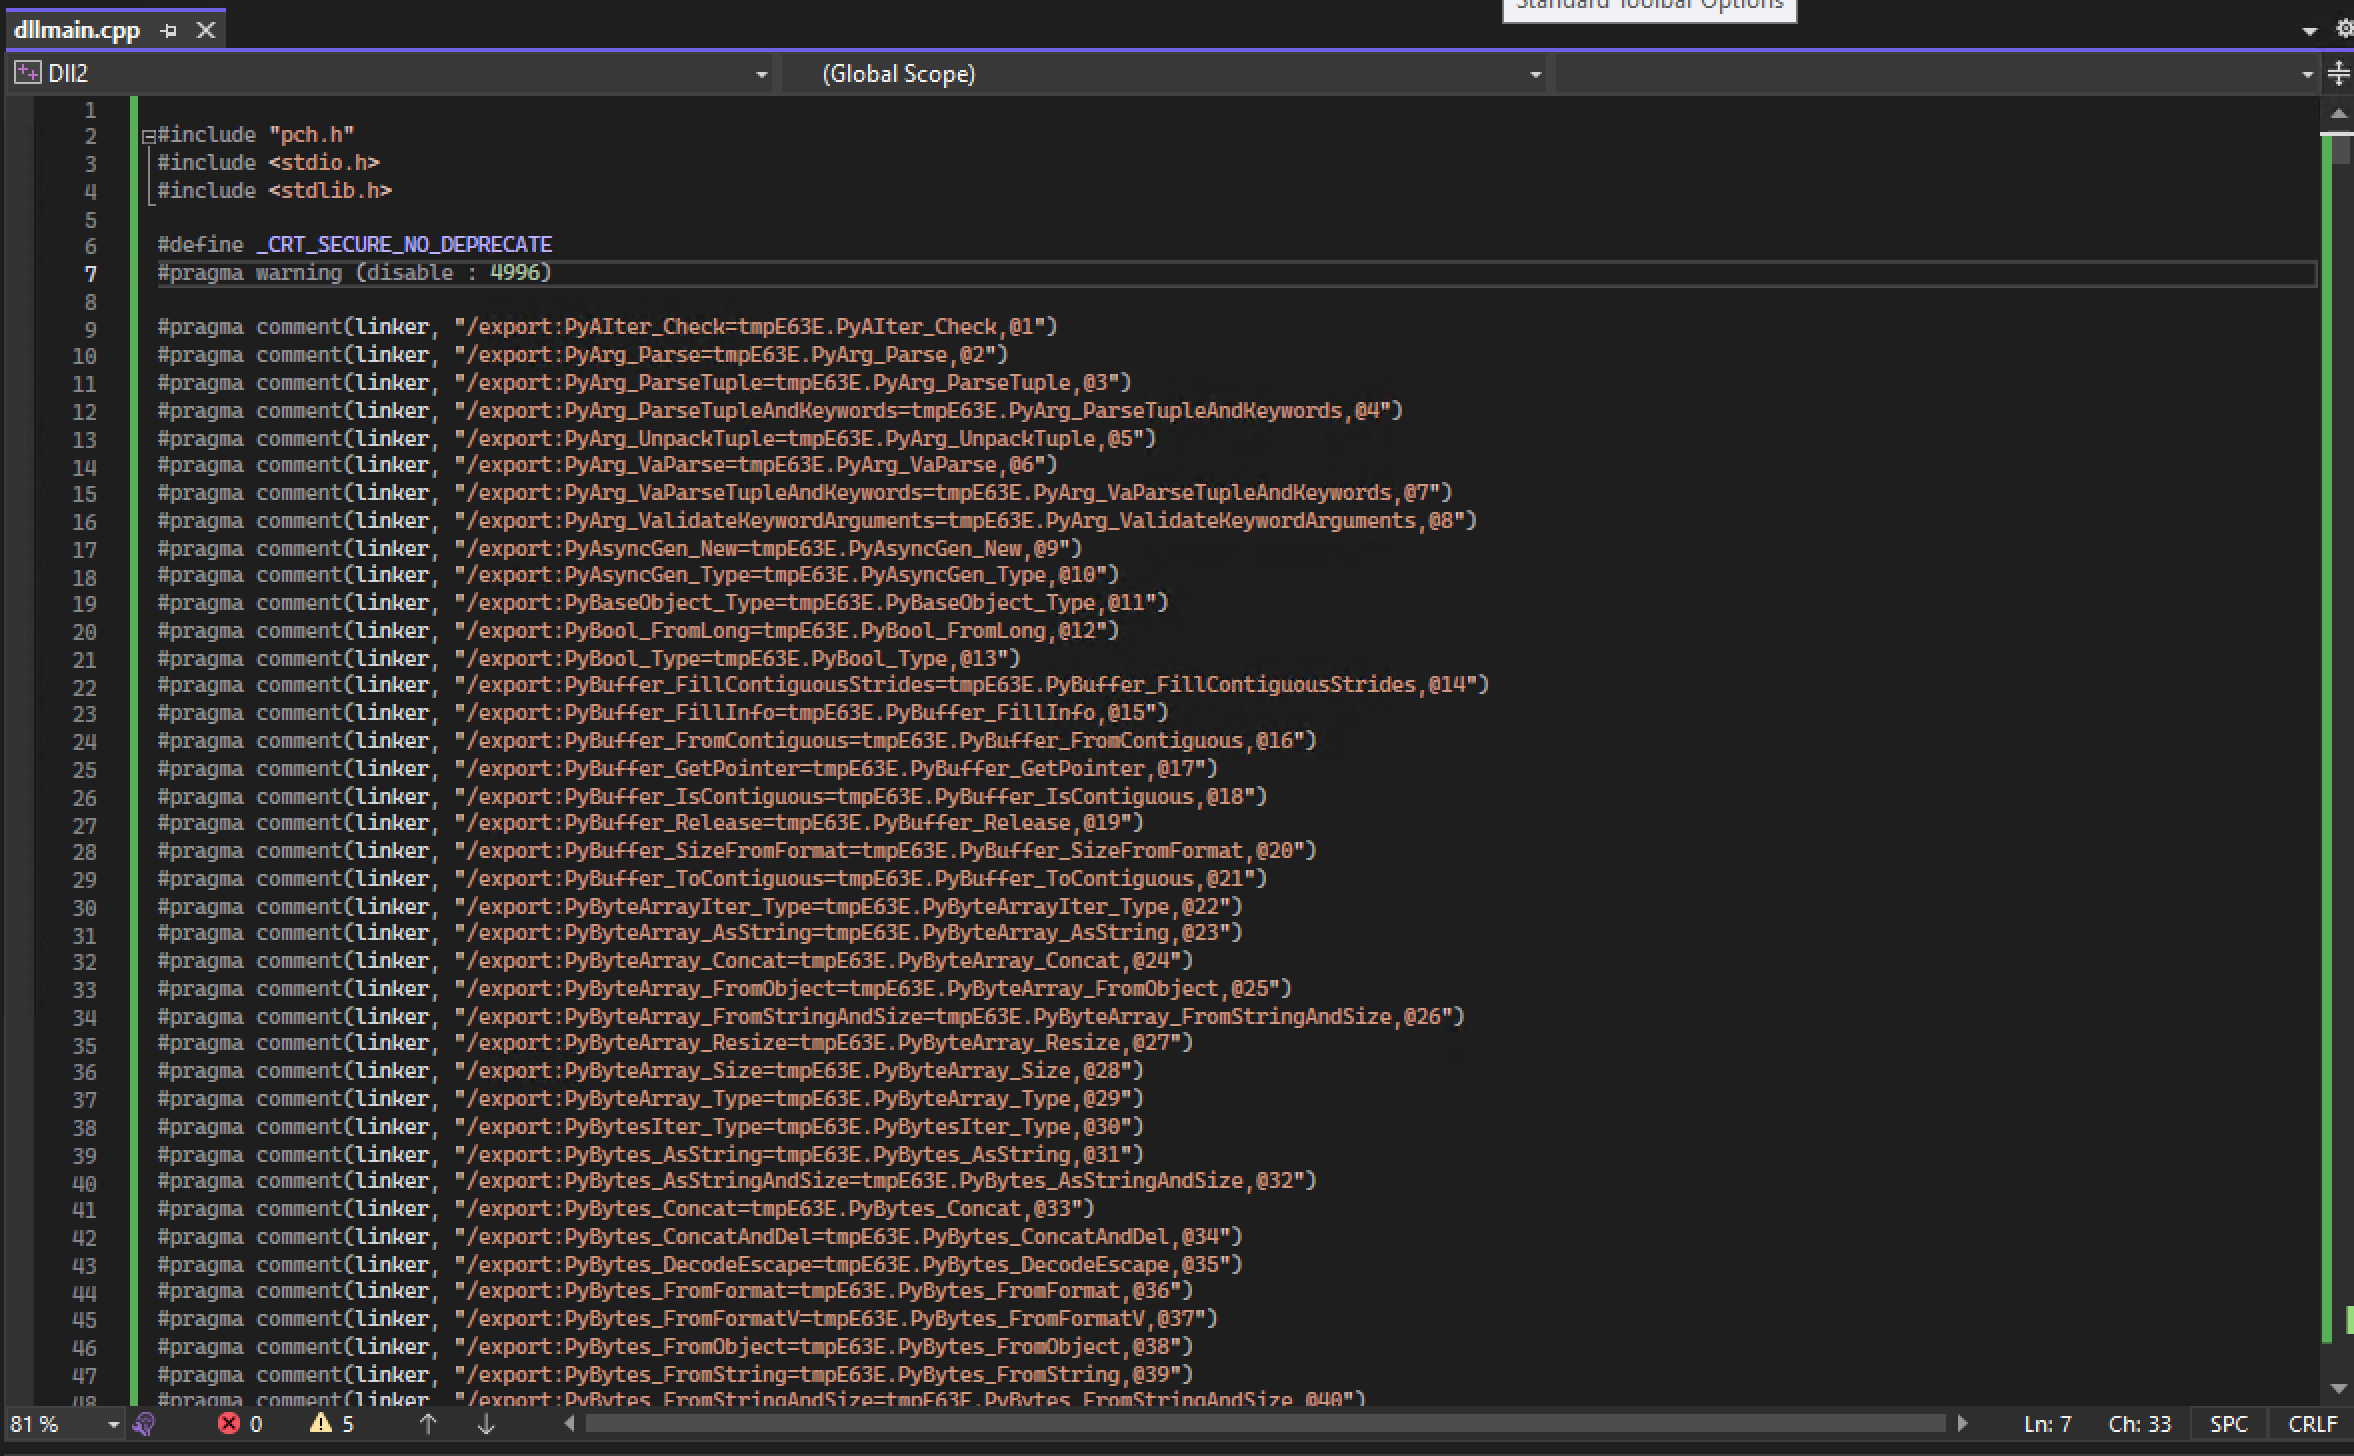 Standard Toolbar Options
dllmain.cpp
Dll2 (Global Scope)
1
2 #include "pch.h"
3 #include <stdio.h>
4 #include <stdlib.h>
5
6 #define _CRT_SECURE_NO_DEPRECATE
7 #pragma warning (disable : 4996)
8
9 #pragma comment(linker, "/export:PyAIter_Check=tmpE63E.PyAIter_Check,@1")
10 #pragma comment(linker, "/export:PyArg_Parse=tmpE63E.PyArg_Parse,@2")
11 #pragma comment(linker, "/export:PyArg_ParseTuple=tmpE63E.PyArg_ParseTuple,@3")
12 #pragma comment(linker, "/export:PyArg_ParseTupleAndKeywords=tmpE63E.PyArg_ParseTupleAndKeywords,@4")
13 #pragma comment(linker, "/export:PyArg_UnpackTuple=tmpE63E.PyArg_UnpackTuple,@5")
14 #pragma comment(linker, "/export:PyArg_VaParse=tmpE63E.PyArg_VaParse,@6")
15 #pragma comment(linker, "/export:PyArg_VaParseTupleAndKeywords=tmpE63E.PyArg_VaParseTupleAndKeywords,@7")
16 #pragma comment(linker, "/export:PyArg_ValidateKeywordArguments=tmpE63E.PyArg_ValidateKeywordArguments,@8")
17 #pragma comment(linker, "/export:PyAsyncGen_New=tmpE63E.PyAsyncGen_New,@9")
18 #pragma comment(linker, "/export:PyAsyncGen_Type=tmpE63E.PyAsyncGen_Type,@10")
19 #pragma comment(linker, "/export:PyBaseObject_Type=tmpE63E.PyBaseObject_Type,@11")
20 #pragma comment(linker, "/export:PyBool_FromLong=tmpE63E.PyBool_FromLong,@12")
21 #pragma comment(linker, "/export:PyBool_Type=tmpE63E.PyBool_Type,@13")
22 #pragma comment(linker, "/export:PyBuffer_FillContiguousStrides=tmpE63E.PyBuffer_FillContiguousStrides,@14")
23 #pragma comment(linker, "/export:PyBuffer_FillInfo=tmpE63E.PyBuffer_FillInfo,@15")
24 #pragma comment(linker, "/export:PyBuffer_FromContiguous=tmpE63E.PyBuffer_FromContiguous,@16")
25 #pragma comment(linker, "/export:PyBuffer_GetPointer=tmpE63E.PyBuffer_GetPointer,@17")
26 #pragma comment(linker, "/export:PyBuffer_IsContiguous=tmpE63E.PyBuffer_IsContiguous,@18")
27 #pragma comment(linker, "/export:PyBuffer_Release=tmpE63E.PyBuffer_Release,@19")
28 #pragma comment(linker, "/export:PyBuffer_SizeFromFormat=tmpE63E.PyBuffer_SizeFromFormat,@20")
29 #pragma comment(linker, "/export:PyBuffer_ToContiguous=tmpE63E.PyBuffer_ToContiguous,@21")
30 #pragma comment(linker, "/export:PyByteArrayIter_Type=tmpE63E.PyByteArrayIter_Type,@22")
31 #pragma comment(linker, "/export:PyByteArray_AsString=tmpE63E.PyByteArray_AsString,@23")
32 #pragma comment(linker, "/export:PyByteArray_Concat=tmpE63E.PyByteArray_Concat,@24")
33 #pragma comment(linker, "/export:PyByteArray_FromObject=tmpE63E.PyByteArray_FromObject,@25")
34 #pragma comment(linker, "/export:PyByteArray_FromStringAndSize=tmpE63E.PyByteArray_FromStringAndSize,@26")
35 #pragma comment(linker, "/export:PyByteArray_Resize=tmpE63E.PyByteArray_Resize,@27")
36 #pragma comment(linker, "/export:PyByteArray_Size=tmpE63E.PyByteArray_Size,@28")
37 #pragma comment(linker, "/export:PyByteArray_Type=tmpE63E.PyByteArray_Type,@29")
38 #pragma comment(linker, "/export:PyBytesIter_Type=tmpE63E.PyBytesIter_Type,@30")
39 #pragma comment(linker, "/export:PyBytes_AsString=tmpE63E.PyBytes_AsString,@31")
40 #pragma comment(linker, "/export:PyBytes_AsStringAndSize=tmpE63E.PyBytes_AsStringAndSize,@32")
41 #pragma comment(linker, "/export:PyBytes_Concat=tmpE63E.PyBytes_Concat,@33")
42 #pragma comment(linker, "/export:PyBytes_ConcatAndDel=tmpE63E.PyBytes_ConcatAndDel,@34")
43 #pragma comment(linker, "/export:PyBytes_DecodeEscape=tmpE63E.PyBytes_DecodeEscape,@35")
44 #pragma comment(linker, "/export:PyBytes_FromFormat=tmpE63E.PyBytes_FromFormat,@36")
45 #pragma comment(linker, "/export:PyBytes_FromFormatV=tmpE63E.PyBytes_FromFormatV,@37")
46 #pragma comment(linker, "/export:PyBytes_FromObject=tmpE63E.PyBytes_FromObject,@38")
47 #pragma comment(linker, "/export:PyBytes_FromString=tmpE63E.PyBytes_FromString,@39")
48 #pragma comment(linker, "/export:PyBytes_FromStringAndSize=tmpE63E.PyBytes_FromStringAndSize,@40")
81 % 0 5 Ln: 7 Ch: 33 SPC CRLF